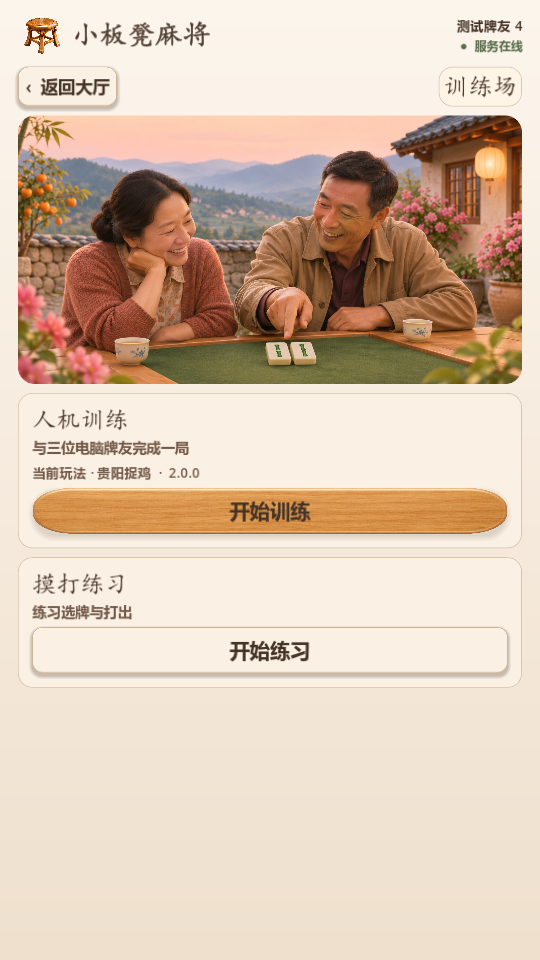 小板凳麻将
测试牌友 4
• 服务在线
‹ 返回大厅
训练场
人机训练
与三位电脑牌友完成一局
当前玩法 · 贵阳捉鸡 · 2.0.0
开始训练
摸打练习
练习选牌与打出
开始练习